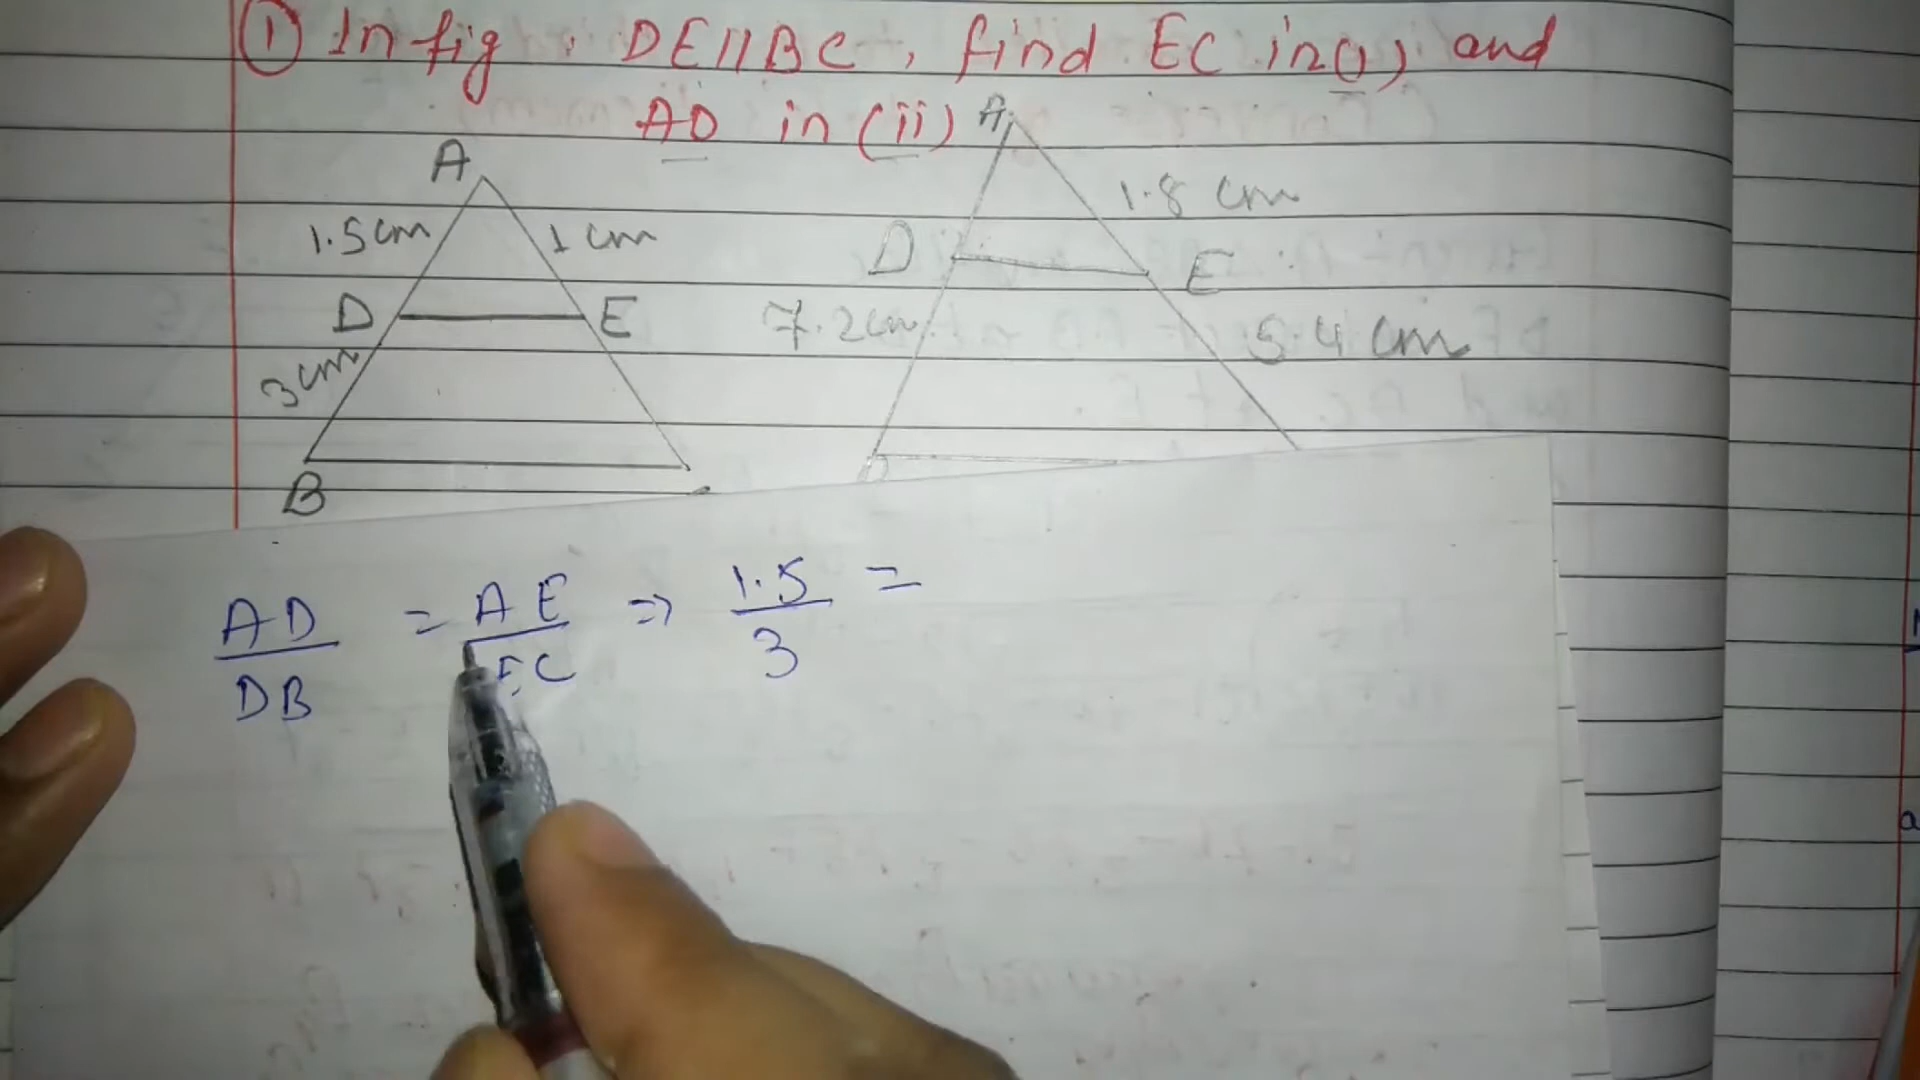 ① In fig, DE||BC, find EC in (i) and
AD in (ii)
A
1.5cm
1 cm
D
E
3cm
B
A
1.8 cm
D
E
7.2cm
5.4 cm
AD/DB = AE/EC ⇒ 1.5/3 =